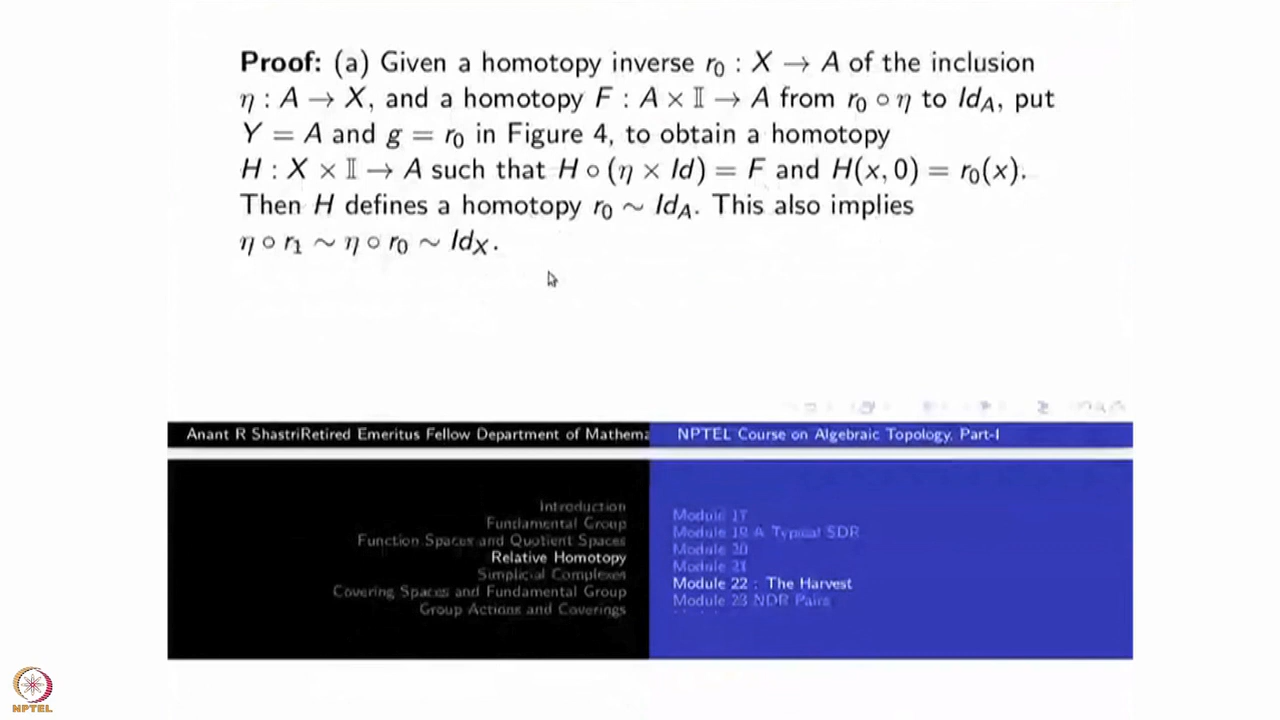 Proof: (a) Given a homotopy inverse r₀ : X → A of the inclusion
η : A → X, and a homotopy F : A × 𝕀 → A from r₀ ∘ η to Id_A, put
Y = A and g = r₀ in Figure 4, to obtain a homotopy
H : X × 𝕀 → A such that H ∘ (η × Id) = F and H(x, 0) = r₀(x).
Then H defines a homotopy r₀ ∼ Id_A. This also implies
η ∘ r₁ ∼ η ∘ r₀ ∼ Id_X.
Anant R ShastriRetired Emeritus Fellow Department of Mathema
NPTEL Course on Algebraic Topology, Part-I
Introduction
Fundamental Group
Function Spaces and Quotient Spaces
Relative Homotopy
Simplicial Complexes
Covering Spaces and Fundamental Group
Group Actions and Coverings
Module 17
Module 19 A Typical SDR
Module 20
Module 21
Module 22 : The Harvest
Module 23 NDR Pairs
NPTEL